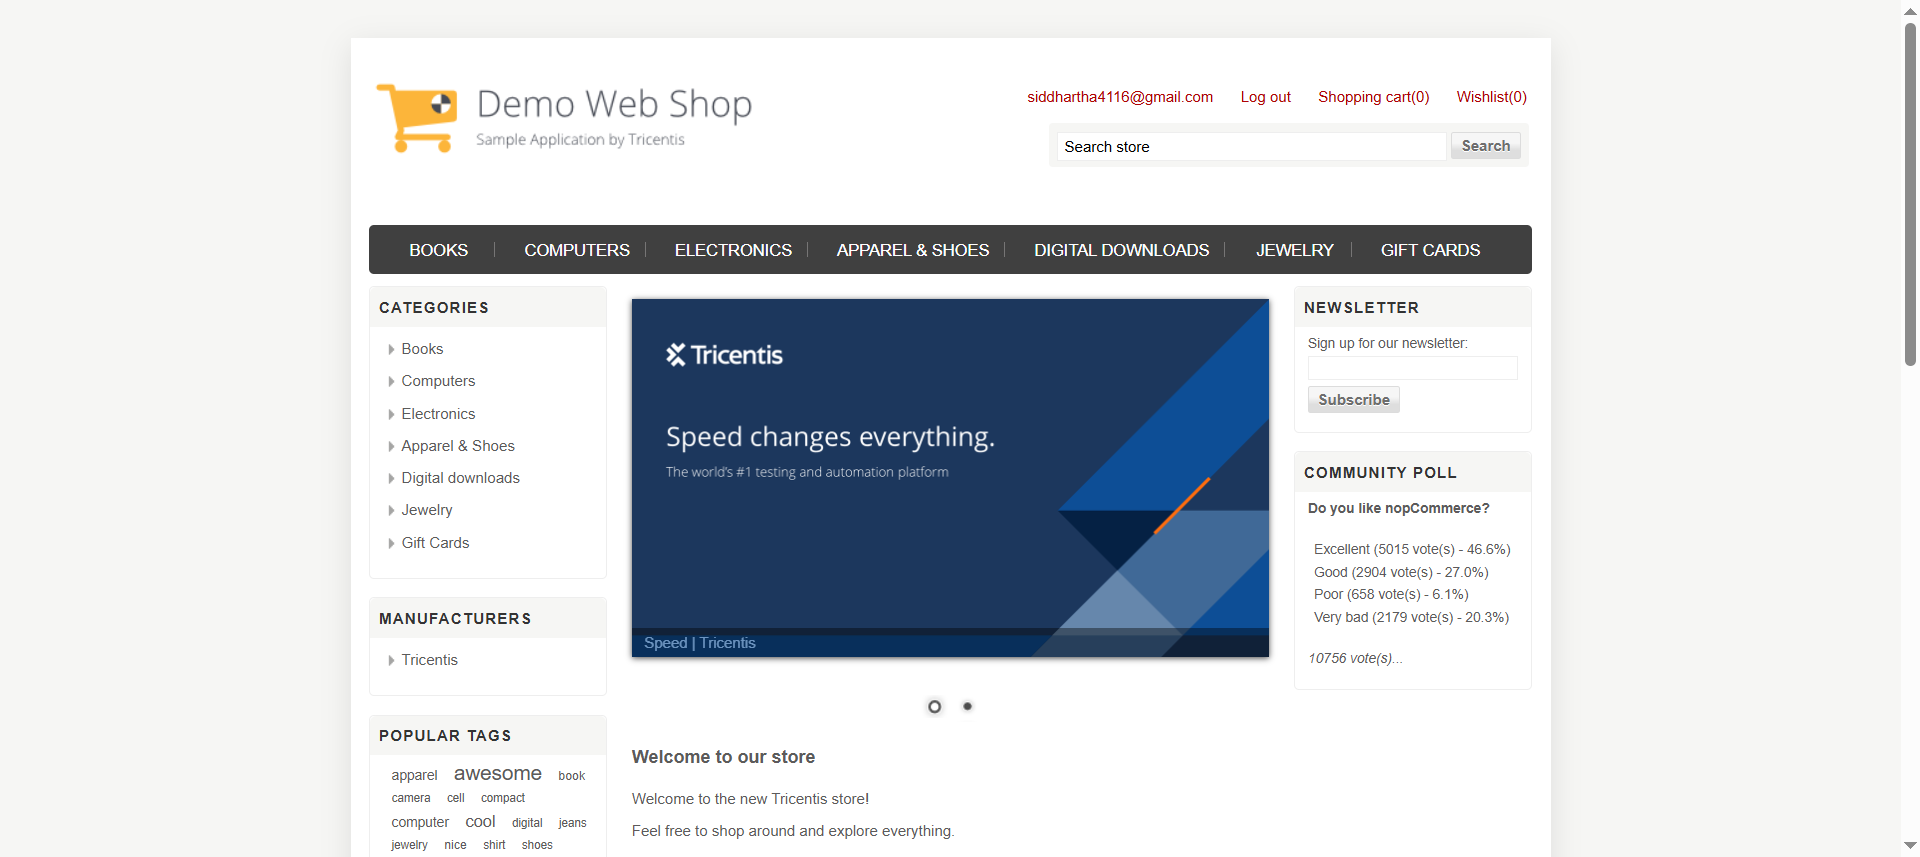 Demo Web Shop
Sample Application by Tricentis
siddhartha4116@gmail.com Log out Shopping cart(0) Wishlist(0)
Search store Search
BOOKS COMPUTERS ELECTRONICS APPAREL & SHOES DIGITAL DOWNLOADS JEWELRY GIFT CARDS
CATEGORIES
Books
Computers
Electronics
Apparel & Shoes
Digital downloads
Jewelry
Gift Cards
MANUFACTURERS
Tricentis
POPULAR TAGS
apparel awesome book
camera cell compact
computer cool digital jeans
jewelry nice shirt shoes
Tricentis
Speed changes everything.
The world's #1 testing and automation platform
Speed | Tricentis
Welcome to our store
Welcome to the new Tricentis store!
Feel free to shop around and explore everything.
NEWSLETTER
Sign up for our newsletter:
Subscribe
COMMUNITY POLL
Do you like nopCommerce?
Excellent (5015 vote(s) - 46.6%)
Good (2904 vote(s) - 27.0%)
Poor (658 vote(s) - 6.1%)
Very bad (2179 vote(s) - 20.3%)
10756 vote(s)...